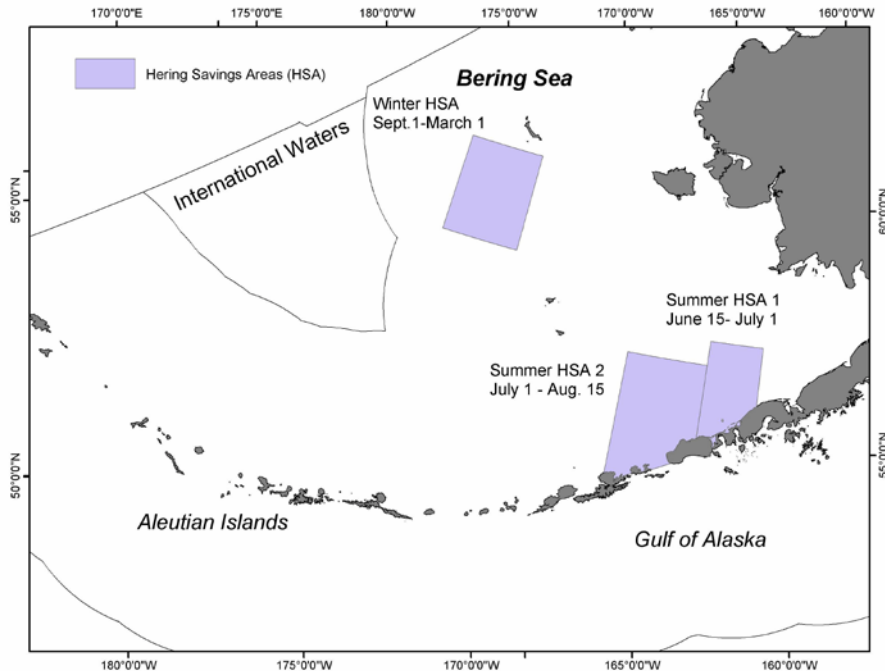 170°0'0"E
175°0'0"E
180°0'0"W
175°0'0"W
170°0'0"W
165°0'0"W
160°0'0"W
Hering Savings Areas (HSA)
Bering Sea
Winter HSA
Sept.1-March 1
International Waters
55°0'0"N
60°0'0"N
Summer HSA 1
June 15- July 1
Summer HSA 2
July 1 - Aug. 15
50°0'0"N
55°0'0"N
Aleutian Islands
Gulf of Alaska
180°0'0"W
175°0'0"W
170°0'0"W
165°0'0"W
160°0'0"W